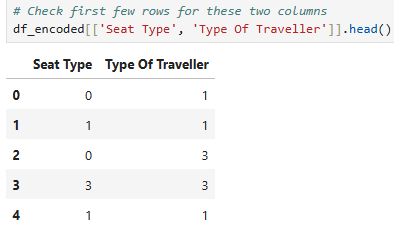 # Check first few rows for these two columns
df_encoded[['Seat Type', 'Type Of Traveller']].head()
Seat Type Type Of Traveller
0 0 1
1 1 1
2 0 3
3 3 3
4 1 1